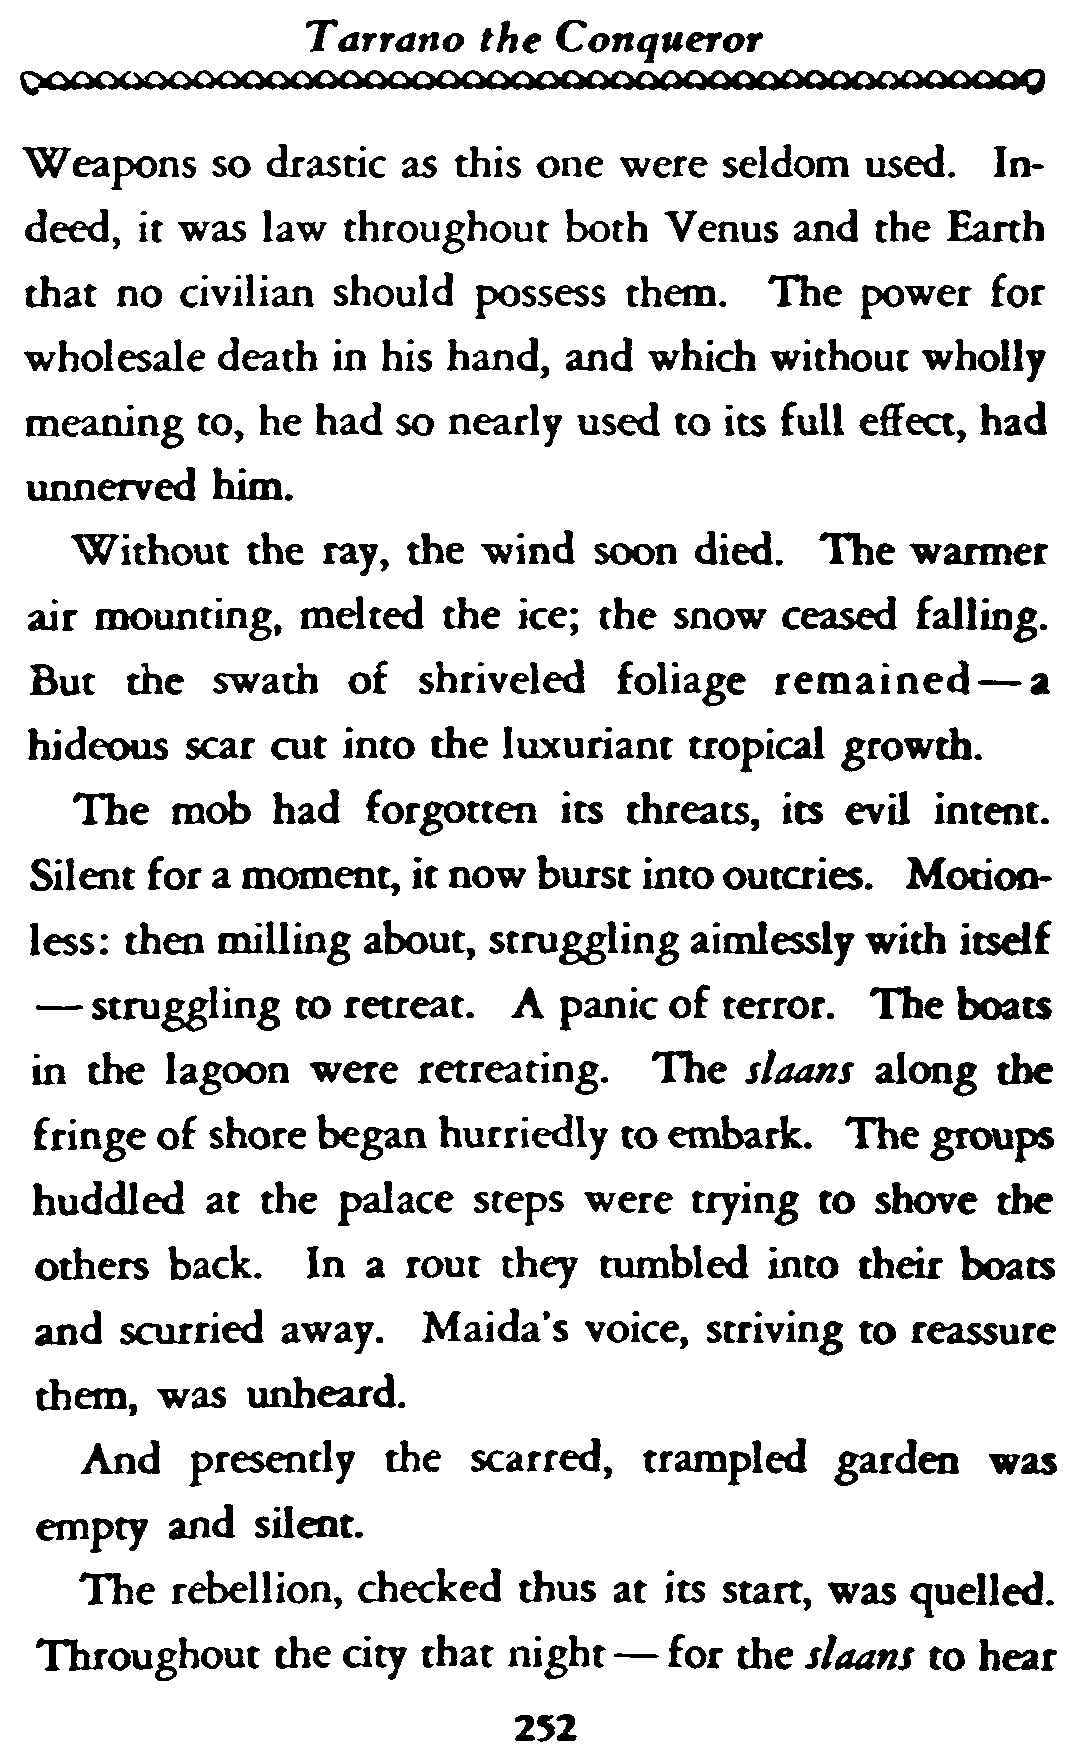 Tarrano the Conqueror
Weapons so drastic as this one were seldom used. In-
deed, it was law throughout both Venus and the Earth
that no civilian should possess them. The power for
wholesale death in his hand, and which without wholly
meaning to, he had so nearly used to its full effect, had
unnerved him.
Without the ray, the wind soon died. The warmer
air mounting, melted the ice; the snow ceased falling.
But the swath of shriveled foliage remained—a
hideous scar cut into the luxuriant tropical growth.
The mob had forgotten its threats, its evil intent.
Silent for a moment, it now burst into outcries. Motion-
less: then milling about, struggling aimlessly with itself
—struggling to retreat. A panic of terror. The boats
in the lagoon were retreating. The slaans along the
fringe of shore began hurriedly to embark. The groups
huddled at the palace steps were trying to shove the
others back. In a rout they tumbled into their boats
and scurried away. Maida's voice, striving to reassure
them, was unheard.
And presently the scarred, trampled garden was
empty and silent.
The rebellion, checked thus at its start, was quelled.
Throughout the city that night—for the slaans to hear
252